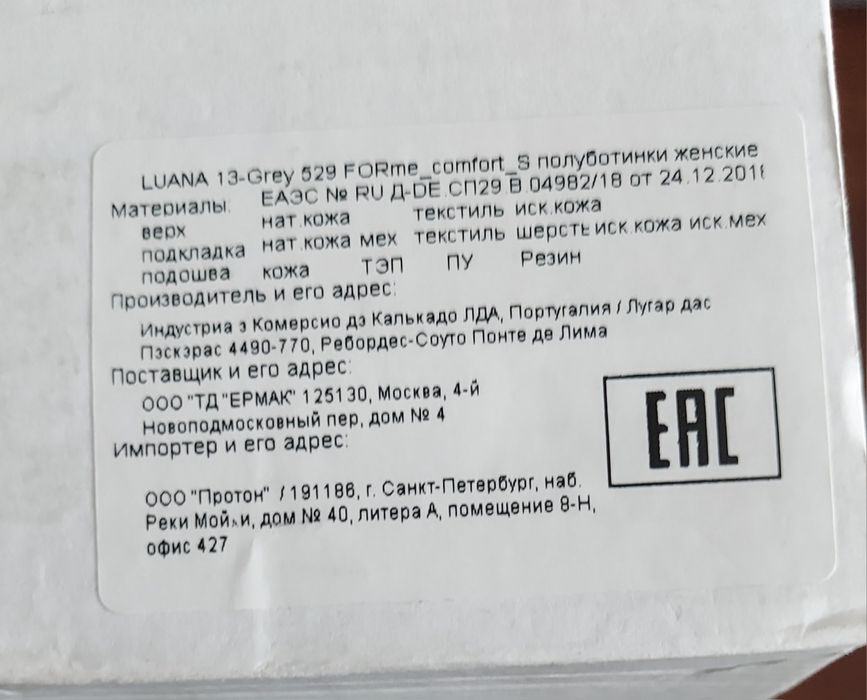 LUANA 13-Grey 529 FORme_comfort_S полуботинки женские
ЕАЭС № RU Д-DE.СП29.В.04982/18 от 24.12.2018
Материалы:
верх нат.кожа текстиль иск.кожа
подкладка нат.кожа мех текстиль шерсть иск.кожа иск.мех
подошва кожа ТЭП ПУ Резин
Производитель и его адрес:
Индустриа э Комерсио дэ Калькадо ЛДА, Португалия / Лугар дас
Пэскэрас 4490-770, Ребордес-Соуто Понте де Лима
Поставщик и его адрес:
ООО "ТД "ЕРМАК" 125130, Москва, 4-й
Новоподмосковный пер, дом № 4
Импортер и его адрес:
EAC
ООО "Протон" / 191186, г. Санкт-Петербург, наб.
Реки Мойки, дом № 40, литера А, помещение 8-Н,
офис 427